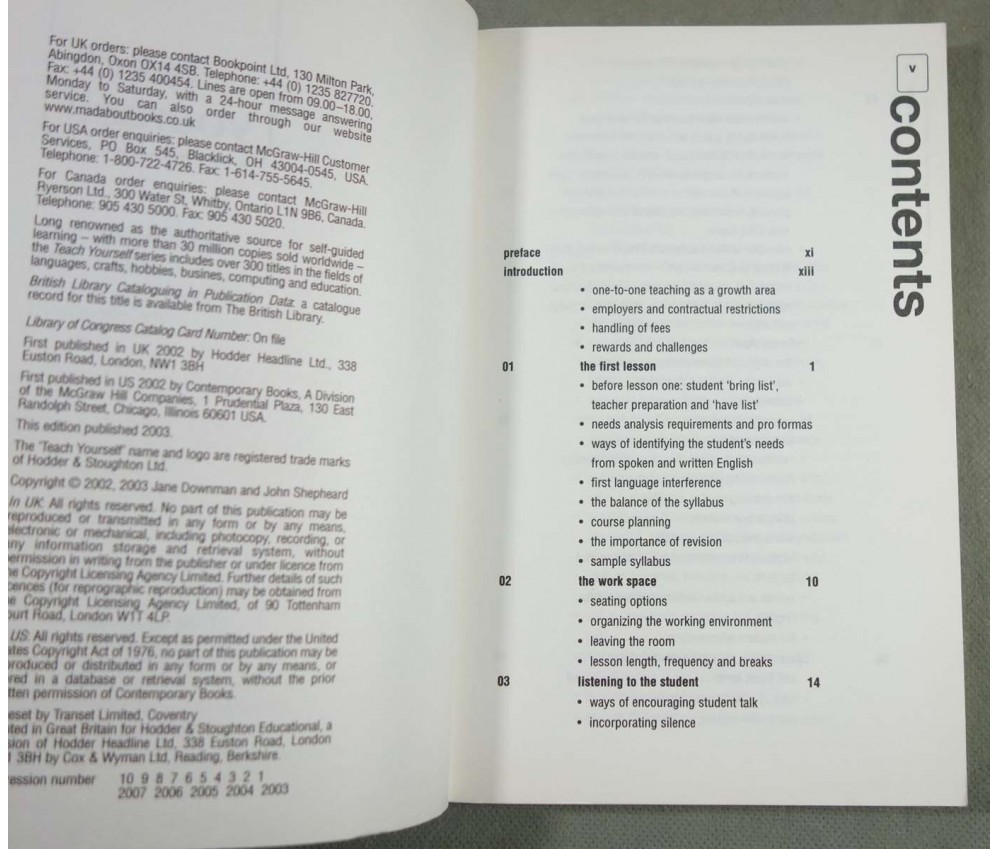 For UK orders: please contact Bookpoint Ltd, 130 Milton Park,
Abingdon, Oxon OX14 4SB. Telephone: +44 (0) 1235 827720.
Fax: +44 (0) 1235 400454. Lines are open from 09.00–18.00,
Monday to Saturday, with a 24-hour message answering
service. You can also order through our website
www.madaboutbooks.co.uk
For USA order enquiries: please contact McGraw-Hill Customer
Services, PO Box 545, Blacklick, OH 43004-0545, USA.
Telephone: 1-800-722-4726. Fax: 1-614-755-5645.
For Canada order enquiries: please contact McGraw-Hill
Ryerson Ltd., 300 Water St, Whitby, Ontario L1N 9B6, Canada.
Telephone: 905 430 5000. Fax: 905 430 5020.
Long renowned as the authoritative source for self-guided
learning – with more than 30 million copies sold worldwide –
the Teach Yourself series includes over 300 titles in the fields of
languages, crafts, hobbies, busines, computing and education.
British Library Cataloguing in Publication Data: a catalogue
record for this title is available from The British Library.
Library of Congress Catalog Card Number: On file
First published in UK 2002 by Hodder Headline Ltd., 338
Euston Road, London, NW1 3BH
First published in US 2002 by Contemporary Books, A Division
of the McGraw Hill Companies, 1 Prudential Plaza, 130 East
Randolph Street, Chicago, Illinois 60601 USA.
This edition published 2003.
The 'Teach Yourself' name and logo are registered trade marks
of Hodder & Stoughton Ltd.
Copyright © 2002, 2003 Jane Downman and John Shepheard
In UK: All rights reserved. No part of this publication may be
reproduced or transmitted in any form or by any means,
electronic or mechanical, including photocopy, recording, or
any information storage and retrieval system, without
permission in writing from the publisher or under licence from
the Copyright Licensing Agency Limited. Further details of such
licences (for reprographic reproduction) may be obtained from
the Copyright Licensing Agency Limited, of 90 Tottenham
Court Road, London W1T 4LP.
US: All rights reserved. Except as permitted under the United
tes Copyright Act of 1976, no part of this publication may be
roduced or distributed in any form or by any means, or
red in a database or retrieval system, without the prior
tten permission of Contemporary Books.
eset by Transet Limited, Coventry
ted in Great Britain for Hodder & Stoughton Educational, a
sion of Hodder Headline Ltd, 338 Euston Road, London
3BH by Cox & Wyman Ltd, Reading, Berkshire.
ession number 10 9 8 7 6 5 4 3 2 1
2007 2006 2005 2004 2003
v
contents
preface xi
introduction xiii
• one-to-one teaching as a growth area
• employers and contractual restrictions
• handling of fees
• rewards and challenges
01 the first lesson 1
• before lesson one: student 'bring list',
teacher preparation and 'have list'
• needs analysis requirements and pro formas
• ways of identifying the student's needs
from spoken and written English
• first language interference
• the balance of the syllabus
• course planning
• the importance of revision
• sample syllabus
02 the work space 10
• seating options
• organizing the working environment
• leaving the room
• lesson length, frequency and breaks
03 listening to the student 14
• ways of encouraging student talk
• incorporating silence